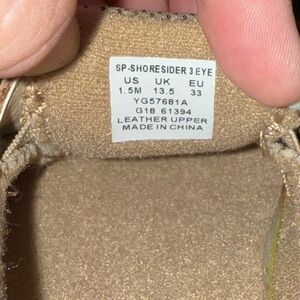 SP-SHORESIDER 3 EYE
US UK EU
1.5M 13.5 33
YG57681A
G18 61394
LEATHER UPPER
MADE IN CHINA